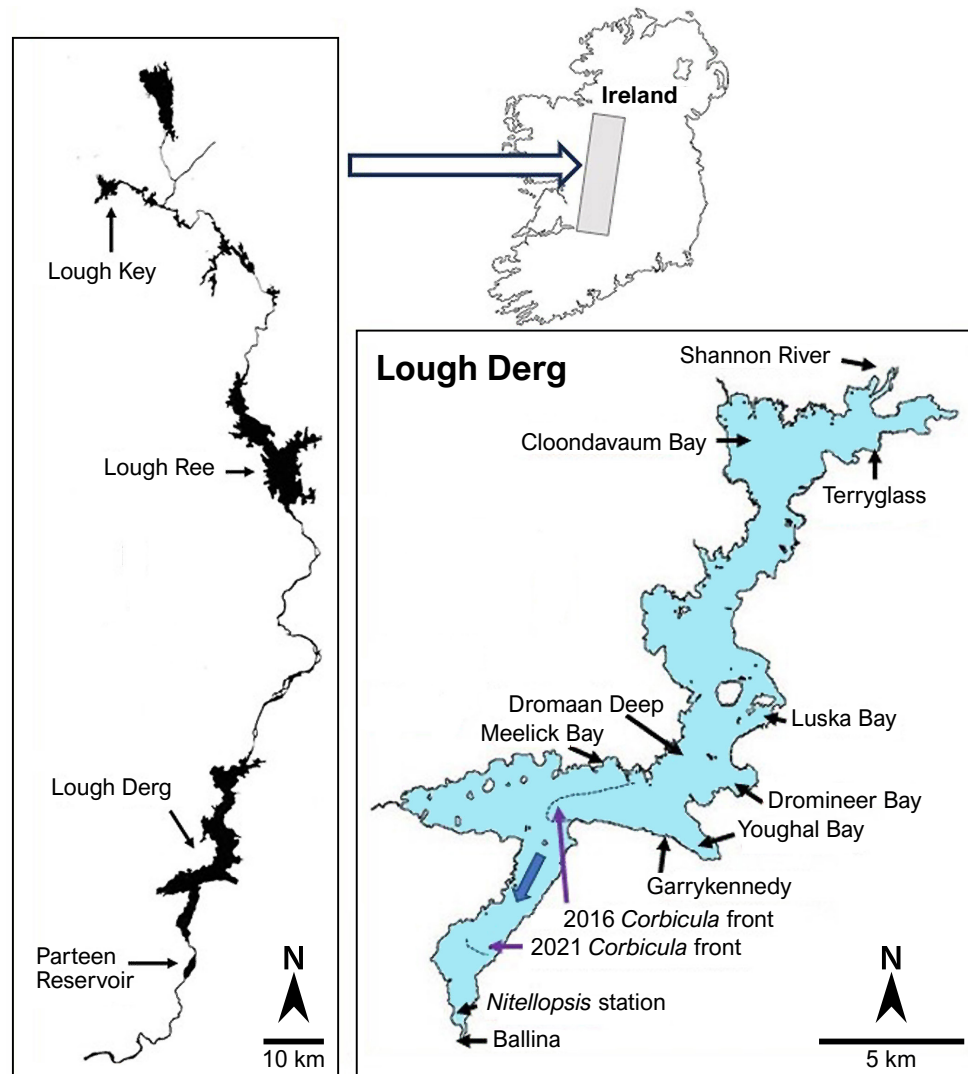 Ireland
Lough Key
Lough Ree
Lough Derg
Parteen
Reservoir
N
10 km
Lough Derg
Shannon River
Cloondavaum Bay
Terryglass
Dromaan Deep
Meelick Bay
Luska Bay
Dromineer Bay
Youghal Bay
Garrykennedy
2016 Corbicula front
2021 Corbicula front
Nitellopsis station
Ballina
N
5 km